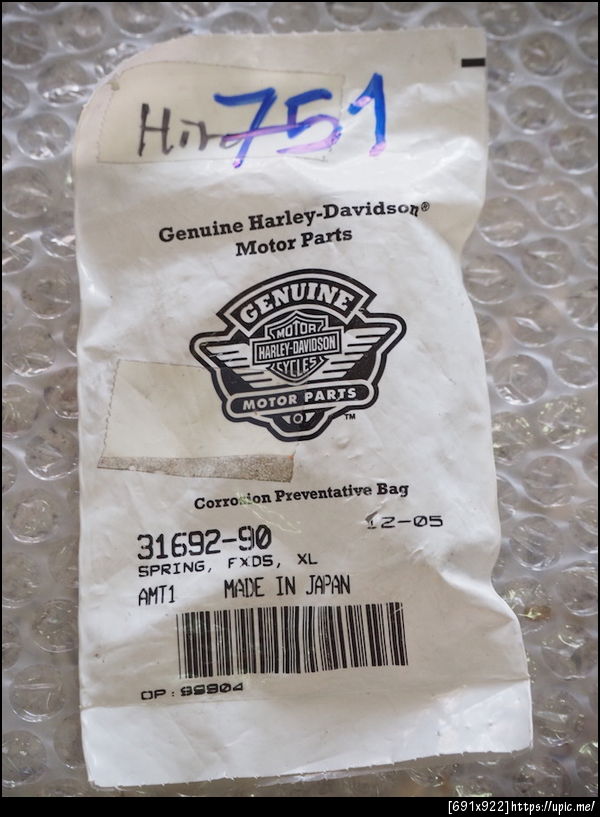 751
Genuine Harley-Davidson®
Motor Parts
GENUINE
MOTOR
HARLEY-DAVIDSON
CYCLES
MOTOR PARTS
TM
Corrosion Preventative Bag
12-05
31692-90
SPRING, FXDS, XL
AMT1 MADE IN JAPAN
OP: 99904
[691x922]https://upic.me/